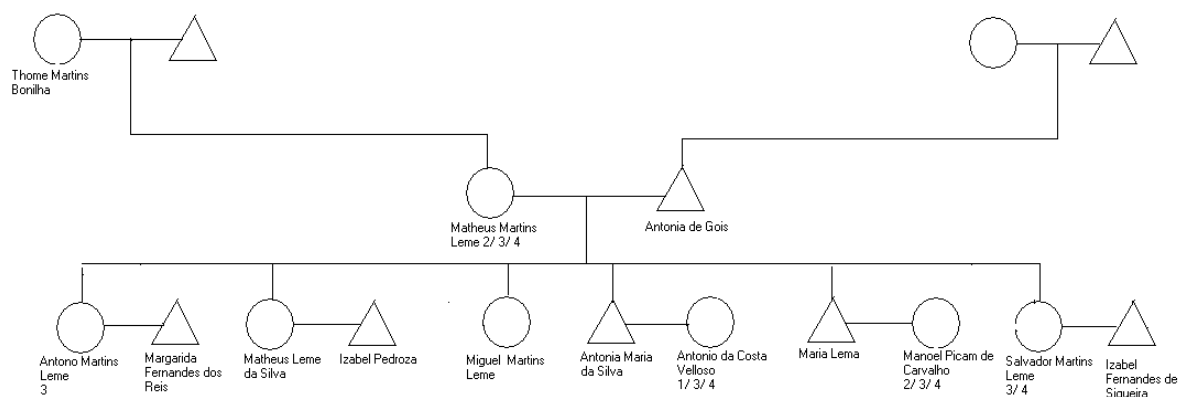 Thome Martins
Bonilha
Matheus Martins
Leme 2/ 3/ 4
Antonia de Gois
Antono Martins
Leme
3
Margarida
Fernandes dos
Reis
Matheus Leme
da Silva
Izabel Pedroza
Miguel Martins
Leme
Antonia Maria
da Silva
Antonio da Costa
Velloso
1/ 3/ 4
Maria Lema
Manoel Picam de
Carvalho
2/ 3/ 4
Salvador Martins
Leme
3/ 4
Izabel
Fernandes de
Siqueira